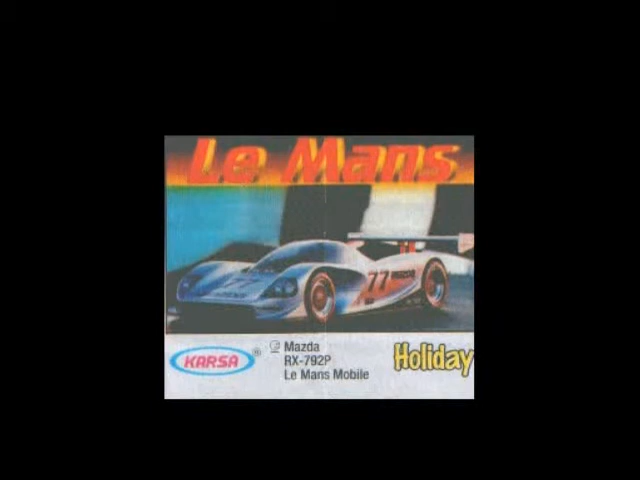 Le Mans
77 MAZDA
KARSA ®
Mazda
RX-792P
Le Mans Mobile
Holiday